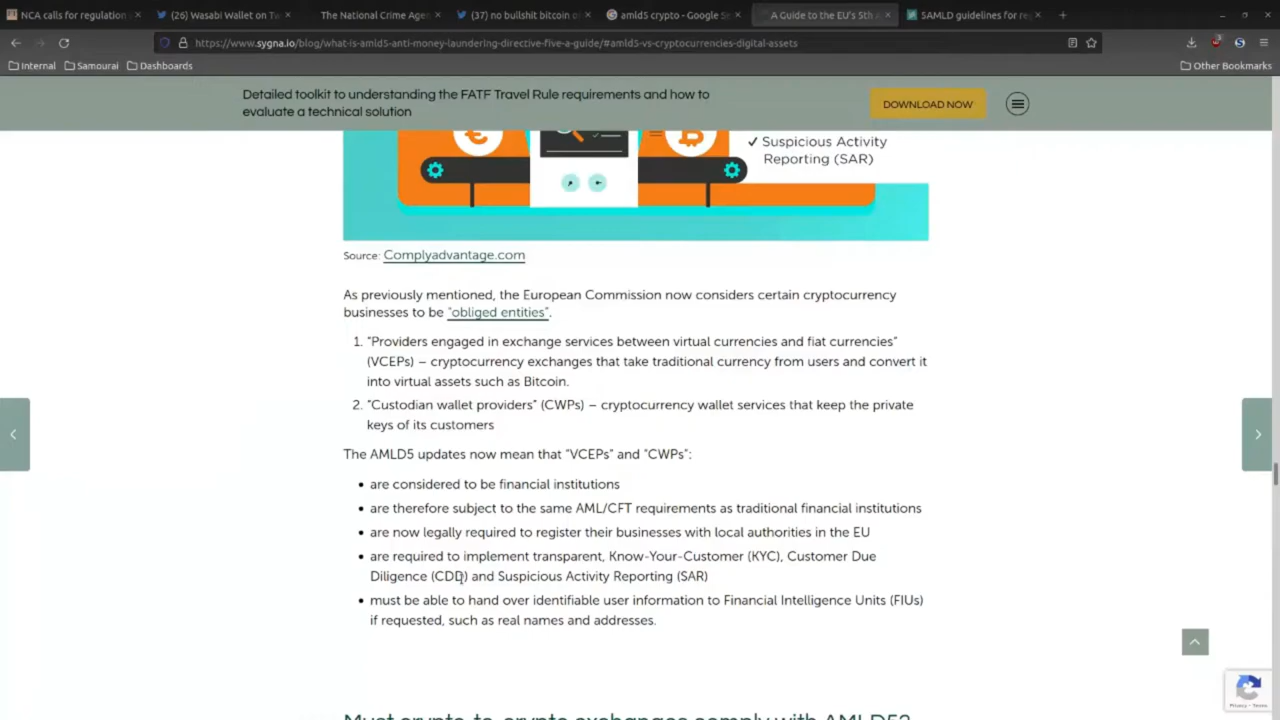 NCA calls for regulation
(26) Wasabi Wallet on Tw
The National Crime Agen
(37) no bullshit bitcoin o
amld5 crypto - Google Se
A Guide to the EU's 5th A
5AMLD guidelines for re
https://www.sygna.io/blog/what-is-amld5-anti-money-laundering-directive-five-a-guide/#amld5-vs-cryptocurrencies-digital-assets
Internal Samourai Dashboards Other Bookmarks
Detailed toolkit to understanding the FATF Travel Rule requirements and how to
evaluate a technical solution
DOWNLOAD NOW
✓ Suspicious Activity
Reporting (SAR)
Source: Complyadvantage.com
As previously mentioned, the European Commission now considers certain cryptocurrency
businesses to be "obliged entities".
1. "Providers engaged in exchange services between virtual currencies and fiat currencies"
(VCEPs) – cryptocurrency exchanges that take traditional currency from users and convert it
into virtual assets such as Bitcoin.
2. "Custodian wallet providers" (CWPs) – cryptocurrency wallet services that keep the private
keys of its customers
The AMLD5 updates now mean that "VCEPs" and "CWPs":
• are considered to be financial institutions
• are therefore subject to the same AML/CFT requirements as traditional financial institutions
• are now legally required to register their businesses with local authorities in the EU
• are required to implement transparent, Know-Your-Customer (KYC), Customer Due
Diligence (CDD) and Suspicious Activity Reporting (SAR)
• must be able to hand over identifiable user information to Financial Intelligence Units (FIUs)
if requested, such as real names and addresses.
Must crypto-to-crypto exchanges comply with AMLD5?
Privacy - Terms